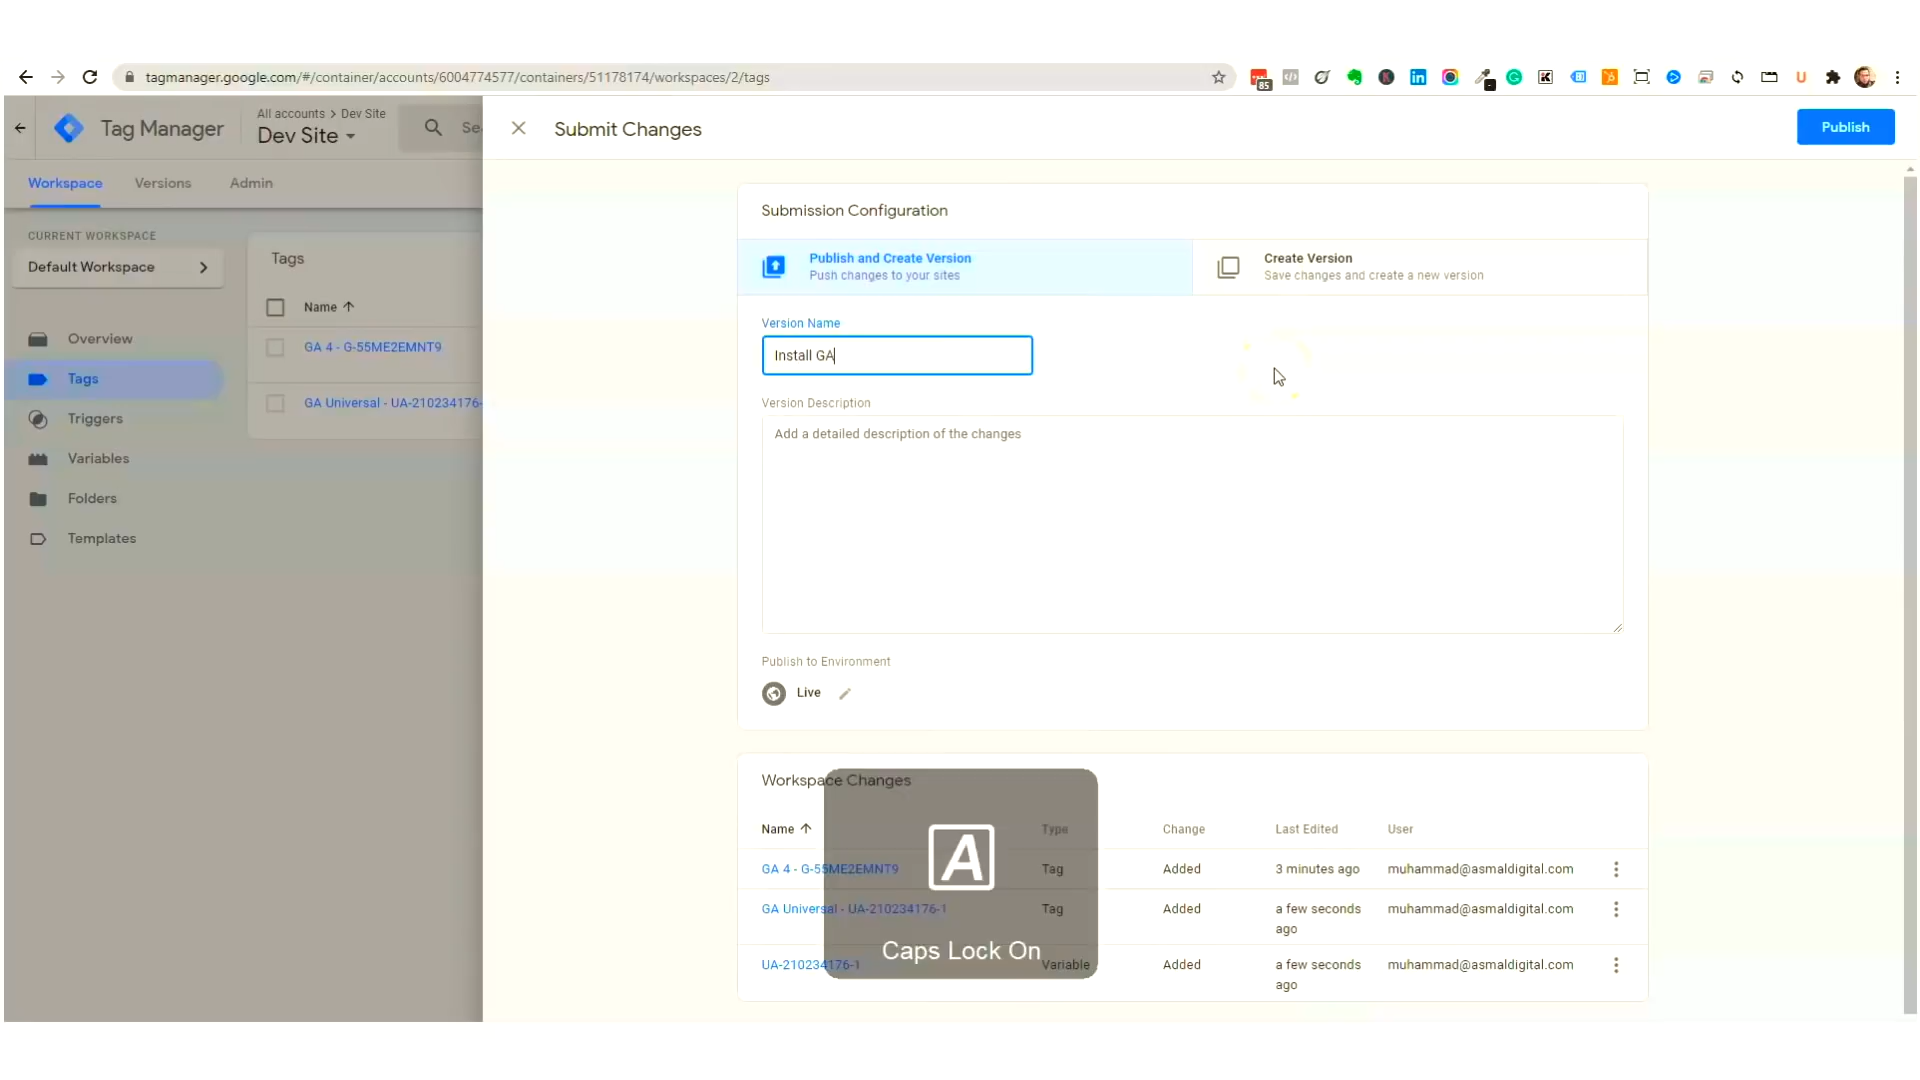 tagmanager.google.com/#/container/accounts/6004774577/containers/51178174/workspaces/2/tags
85
Tag Manager
All accounts > Dev Site
Dev Site
Se
Submit Changes
Publish
Workspace
Versions
Admin
CURRENT WORKSPACE
Default Workspace
Overview
Tags
Triggers
Variables
Folders
Templates
Tags
Name
GA 4 - G-55ME2EMNT9
GA Universal - UA-210234176-
Submission Configuration
Publish and Create Version
Push changes to your sites
Create Version
Save changes and create a new version
Version Name
Install GA
Version Description
Add a detailed description of the changes
Publish to Environment
Live
Workspace Changes
Name Type Change Last Edited User
GA 4 - G-55ME2EMNT9 Tag Added 3 minutes ago muhammad@asmaldigital.com
GA Universal - UA-210234176-1 Tag Added a few seconds ago muhammad@asmaldigital.com
UA-210234176-1 Variable Added a few seconds ago muhammad@asmaldigital.com
A
Caps Lock On